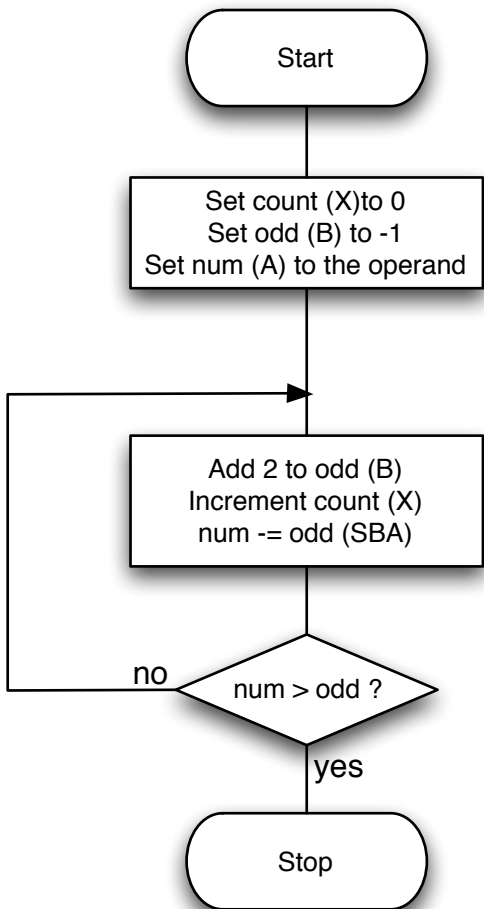 Start
Set count (X)to 0
Set odd (B) to -1
Set num (A) to the operand
Add 2 to odd (B)
Increment count (X)
num -= odd (SBA)
no
num > odd ?
yes
Stop